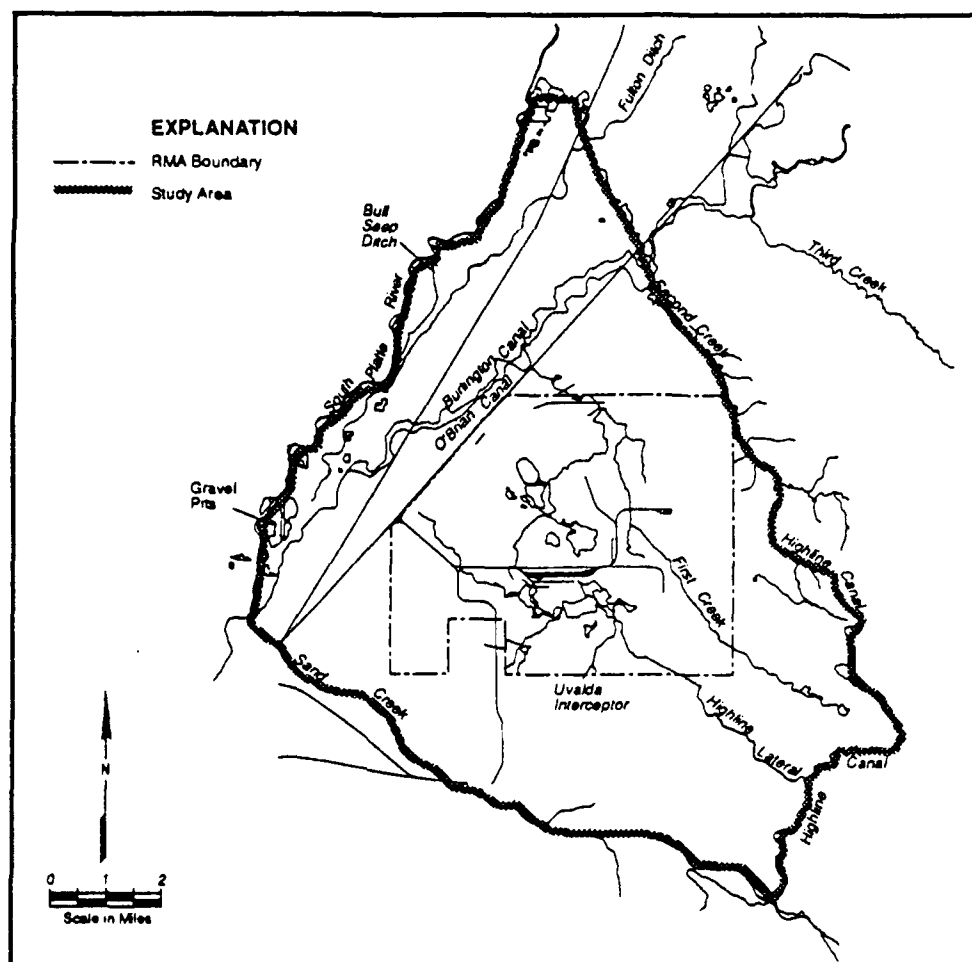 EXPLANATION
RMA Boundary
Study Area
Fulton Ditch
Bull
Seep
Ditch
Third Creek
South Platte River
Second Creek
Burlington Canal
O'Brian Canal
Gravel
Pits
Highline Canal
First Creek
Sand Creek
Uvalda
Interceptor
Highline Lateral
Highline Canal
N
0 1 2
Scale in Miles